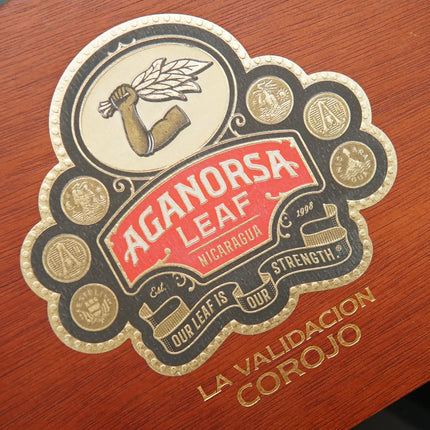 AGANORSA
LEAF
NICARAGUA
Est. 1998
OUR LEAF IS OUR STRENGTH.®
LA VALIDACION
COROJO